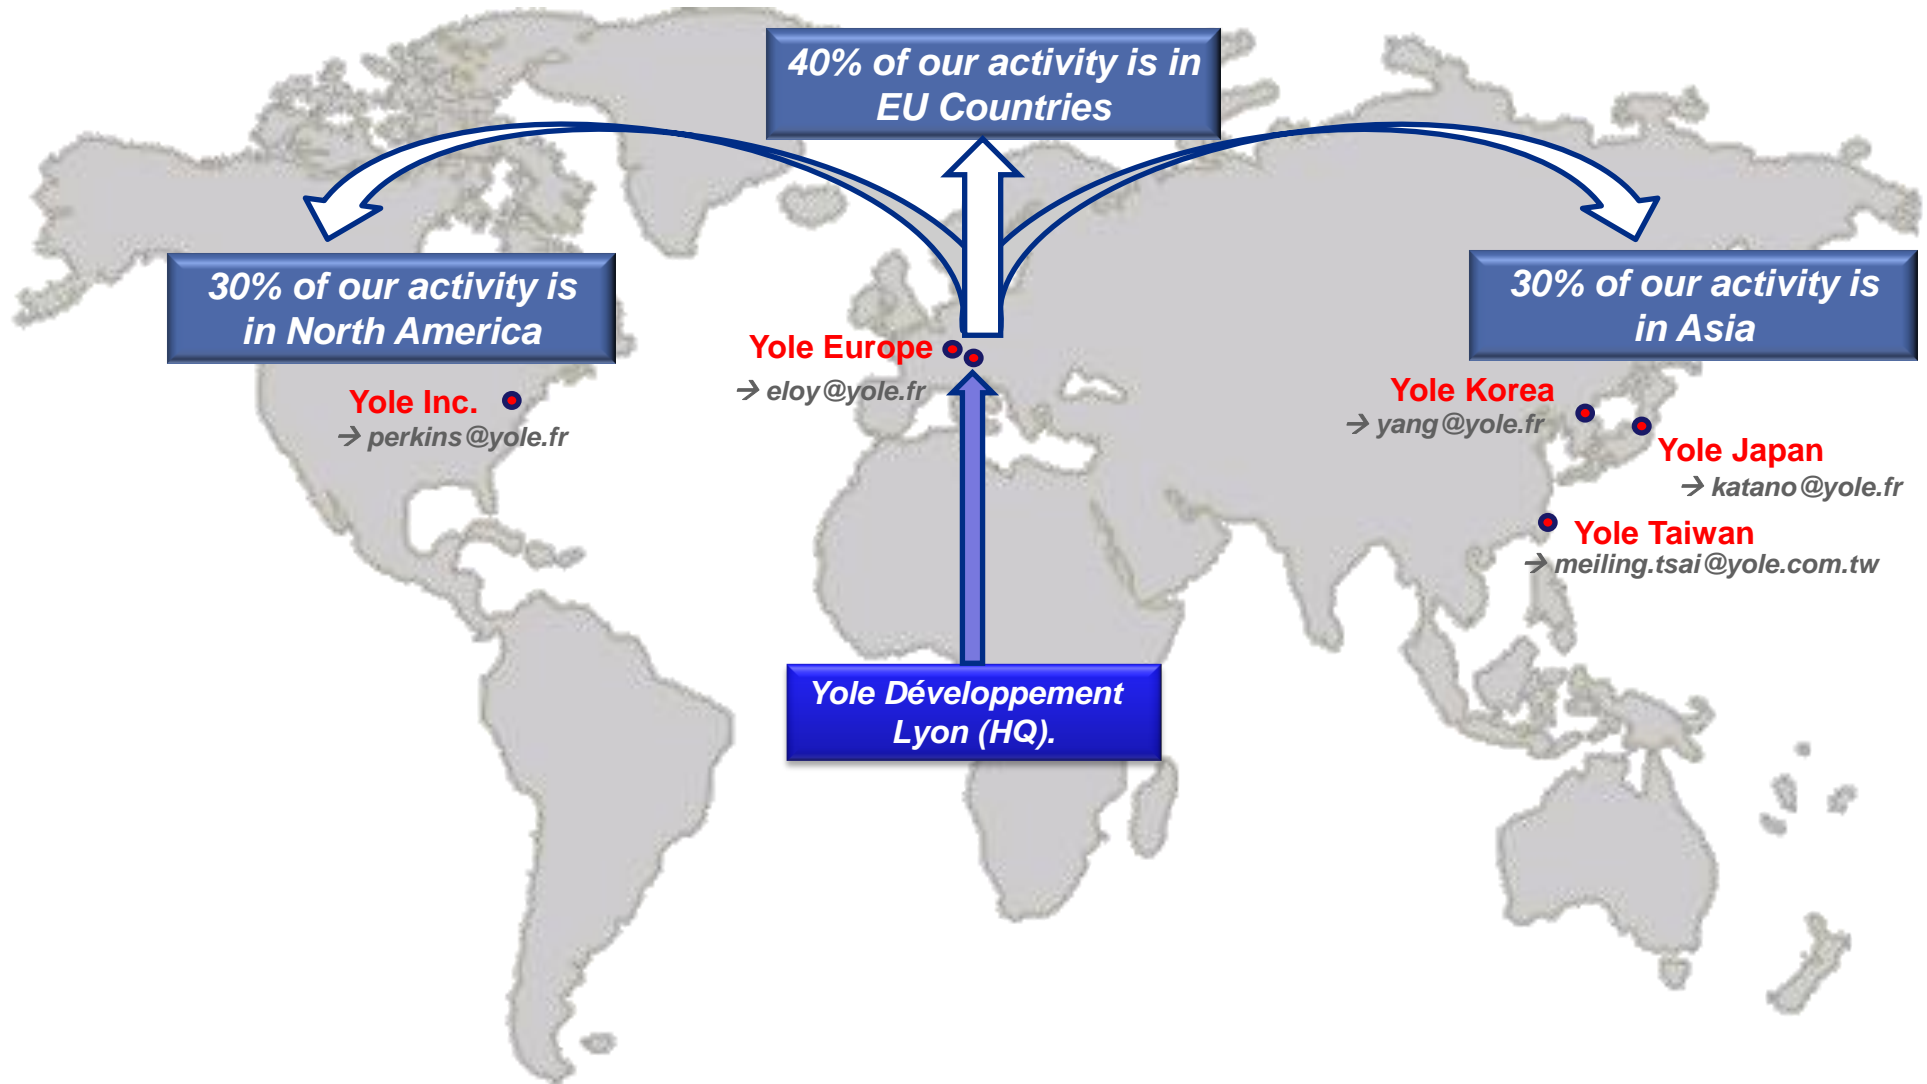 40% of our activity is in
EU Countries
30% of our activity is
in North America
30% of our activity is
in Asia
Yole Europe
→ eloy@yole.fr
Yole Inc.
→ perkins@yole.fr
Yole Korea
→ yang@yole.fr
Yole Japan
→ katano@yole.fr
Yole Taiwan
→ meiling.tsai@yole.com.tw
Yole Développement
Lyon (HQ).